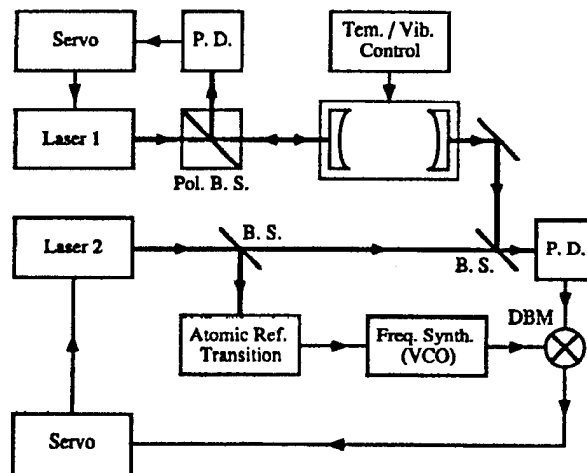 Servo
P. D.
Tem. / Vib.
Control
Laser 1
Pol. B. S.
Laser 2
B. S.
B. S.
P. D.
Atomic Ref.
Transition
Freq. Synth.
(VCO)
DBM
Servo